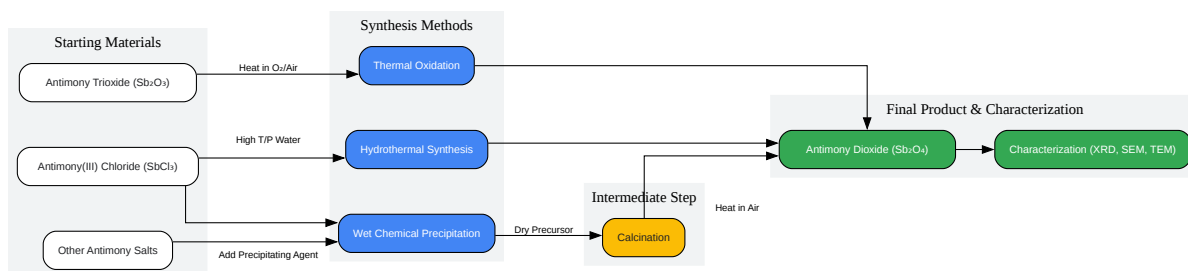 Starting Materials
Antimony Trioxide (Sb₂O₃)
Antimony(III) Chloride (SbCl₃)
Other Antimony Salts
Heat in O₂/Air
High T/P Water
Add Precipitating Agent
Synthesis Methods
Thermal Oxidation
Hydrothermal Synthesis
Wet Chemical Precipitation
Dry Precursor
Intermediate Step
Calcination
Heat in Air
Final Product & Characterization
Antimony Dioxide (Sb₂O₄)
Characterization (XRD, SEM, TEM)